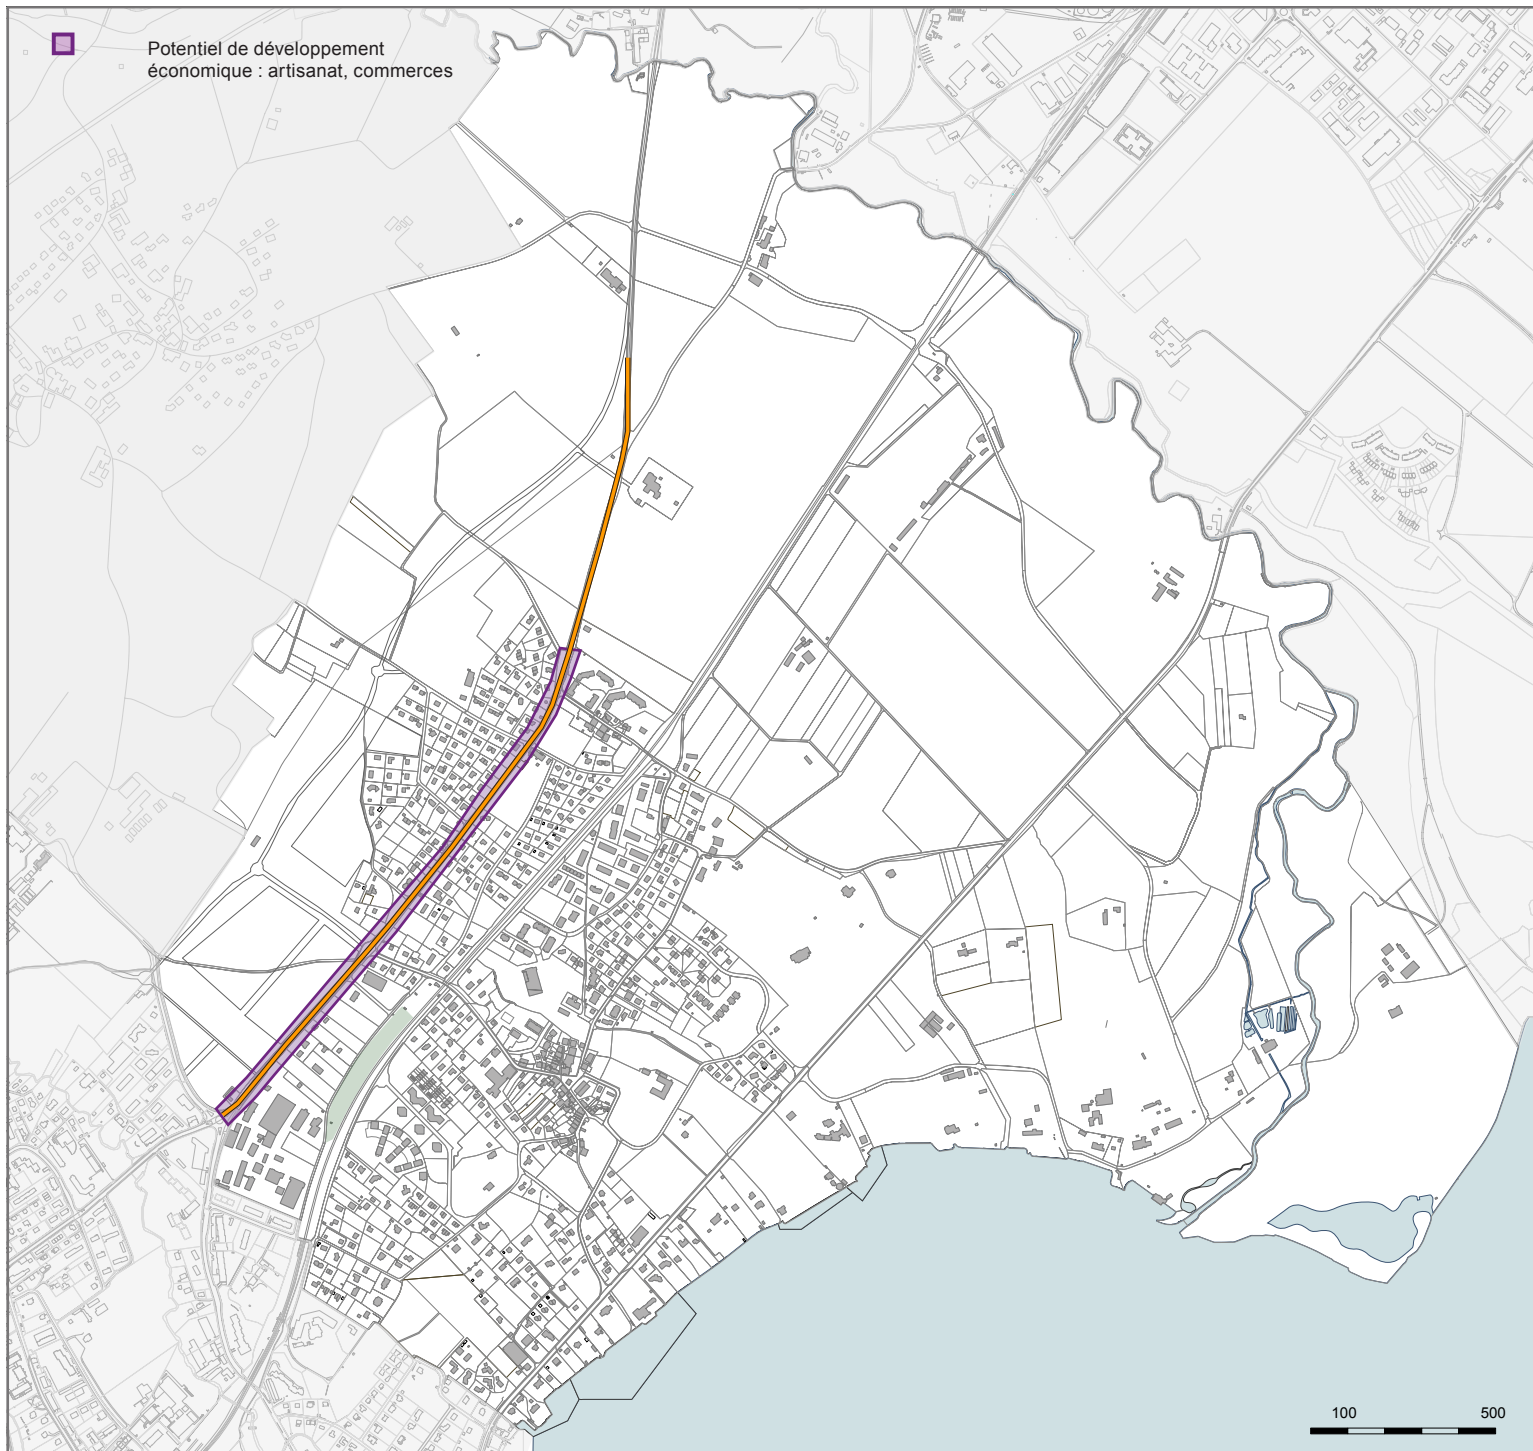 Potentiel de développement
économique : artisanat, commerces
100 500